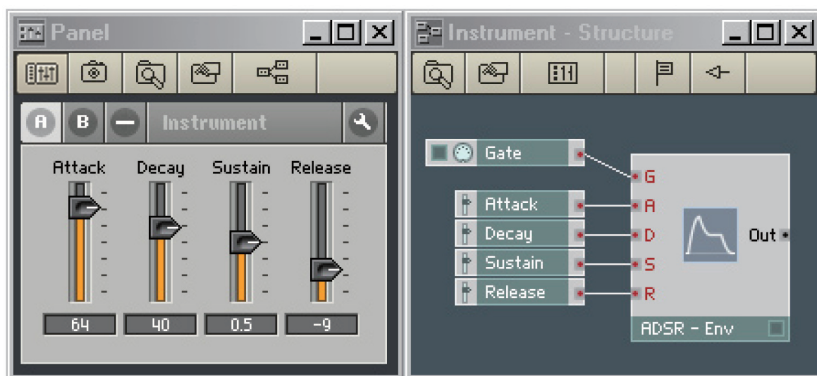 Panel
A B Instrument
Attack Decay Sustain Release
64 40 0.5 -9
Instrument - Structure
Gate
Attack
Decay
Sustain
Release
G
A
D
S
R
Out
ADSR - Env